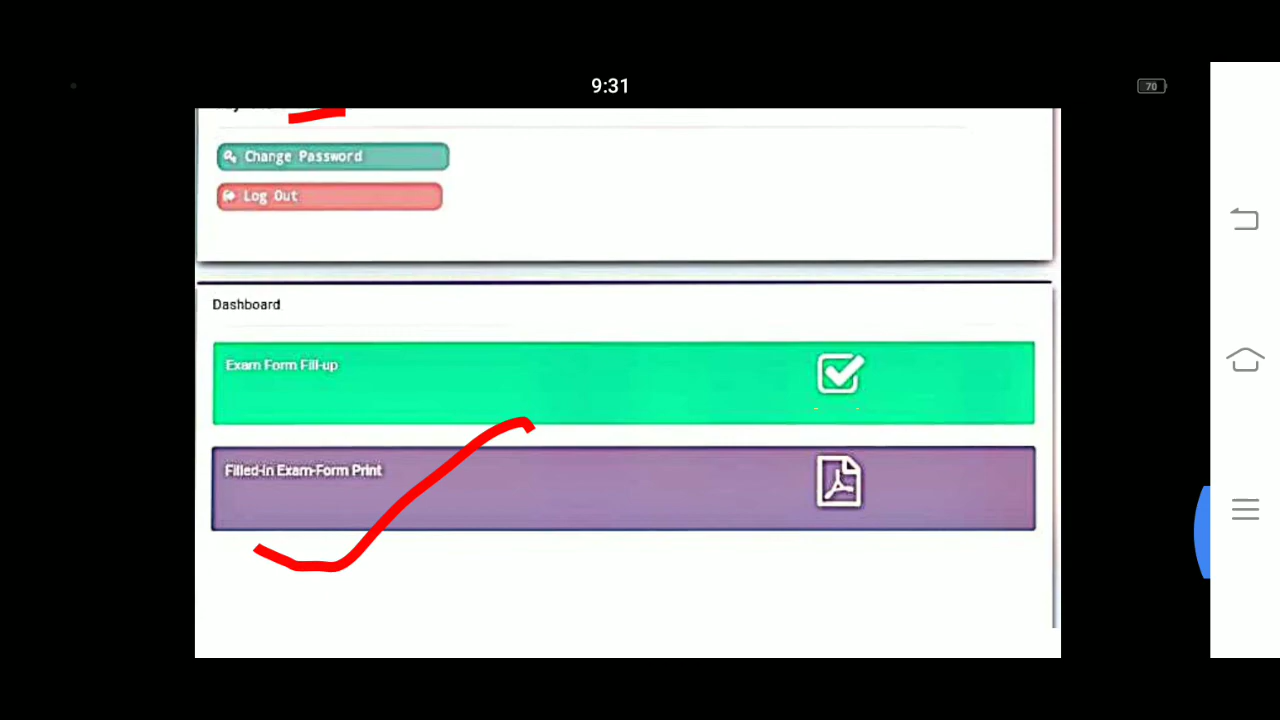 9:31
70
Change Password
Log Out
Dashboard
Exam Form Fill-up
Filled-in Exam-Form Print